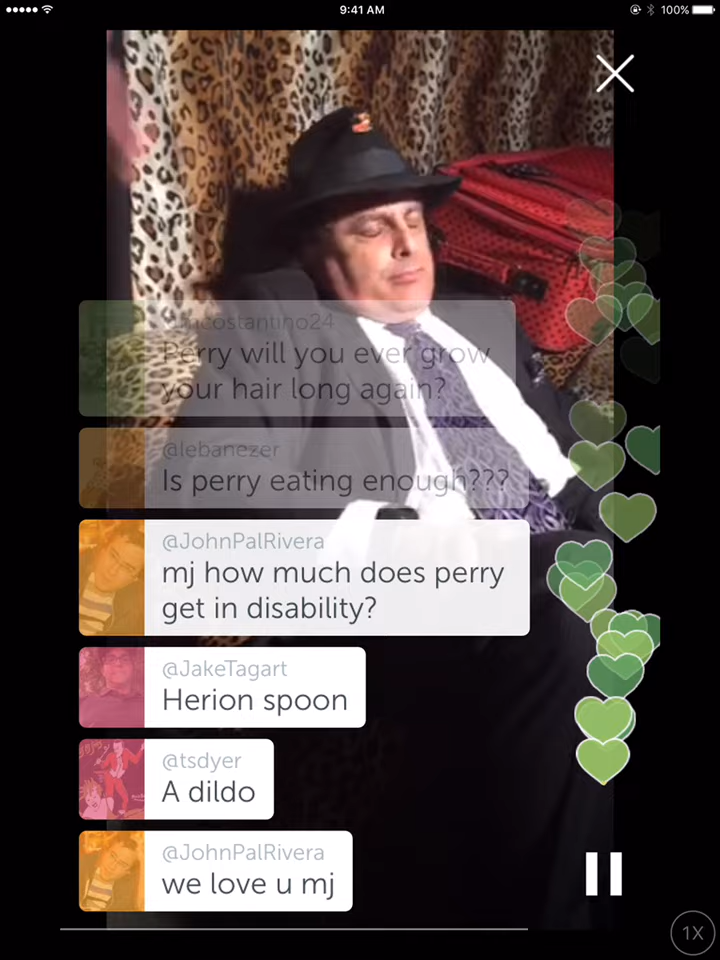 9:41 AM
100%
@mcostantino24
Perry will you ever grow
your hair long again?
@lebanezer
Is perry eating enough???
@JohnPalRivera
mj how much does perry
get in disability?
@JakeTagart
Herion spoon
@tsdyer
A dildo
@JohnPalRivera
we love u mj
1X